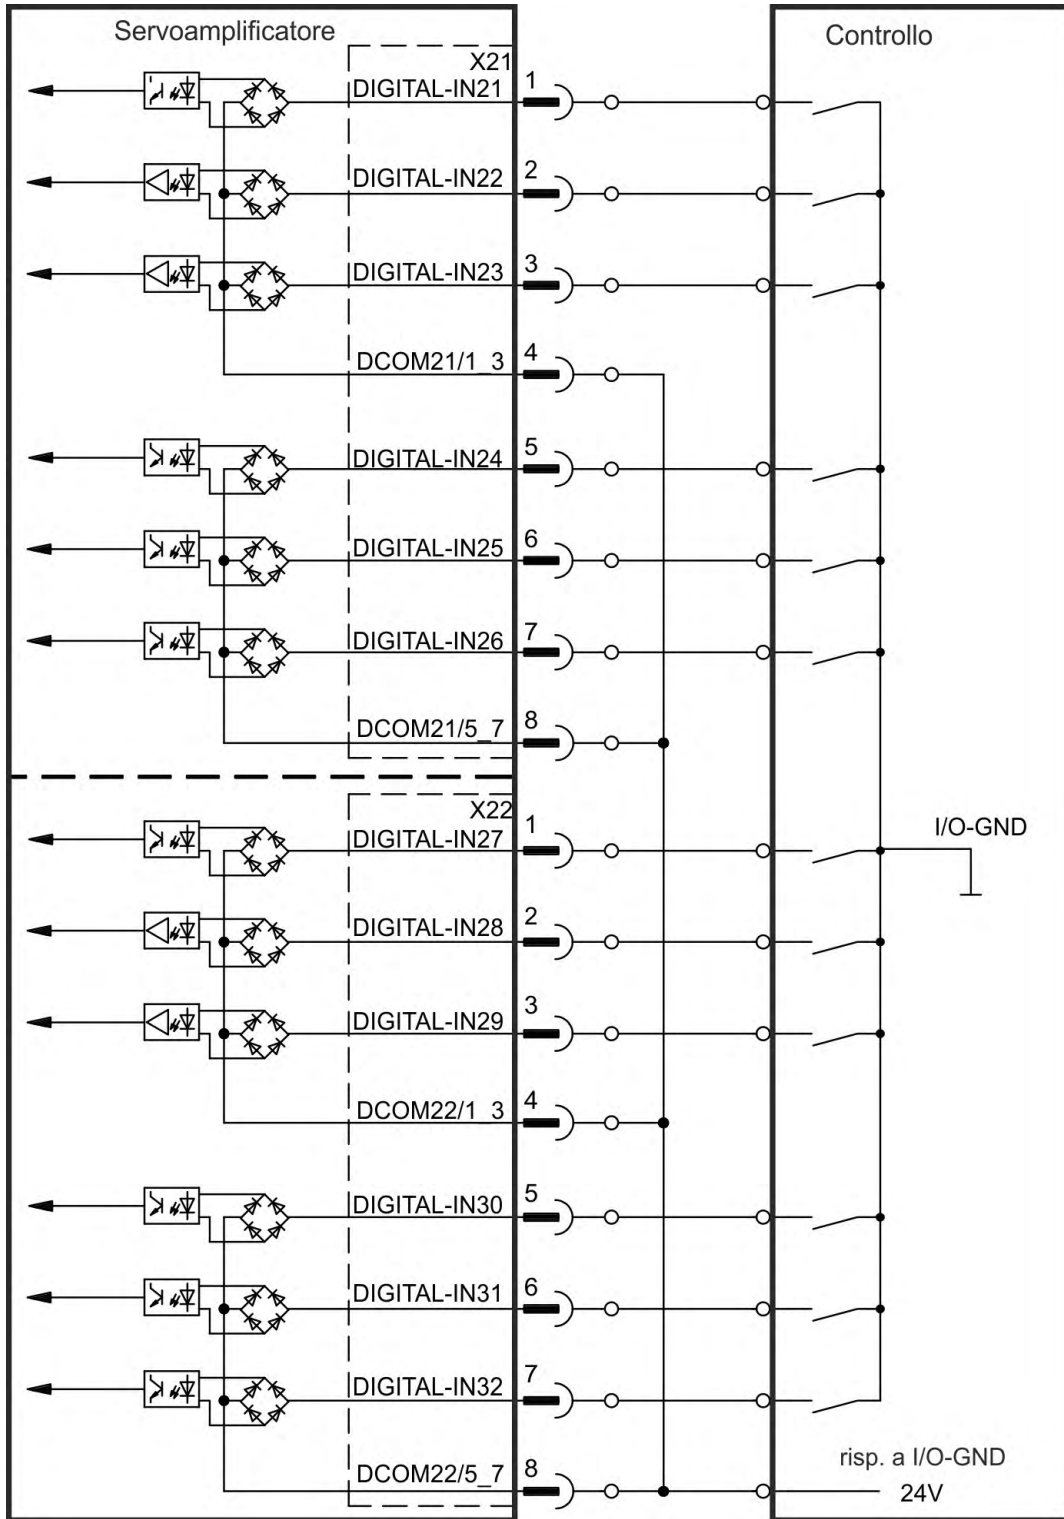 Servoamplificatore
Controllo
X21
DIGITAL-IN21 1
DIGITAL-IN22 2
DIGITAL-IN23 3
DCOM21/1_3 4
DIGITAL-IN24 5
DIGITAL-IN25 6
DIGITAL-IN26 7
DCOM21/5_7 8
X22
DIGITAL-IN27 1
I/O-GND
DIGITAL-IN28 2
DIGITAL-IN29 3
DCOM22/1_3 4
DIGITAL-IN30 5
DIGITAL-IN31 6
DIGITAL-IN32 7
DCOM22/5_7 8
risp. a I/O-GND
24V